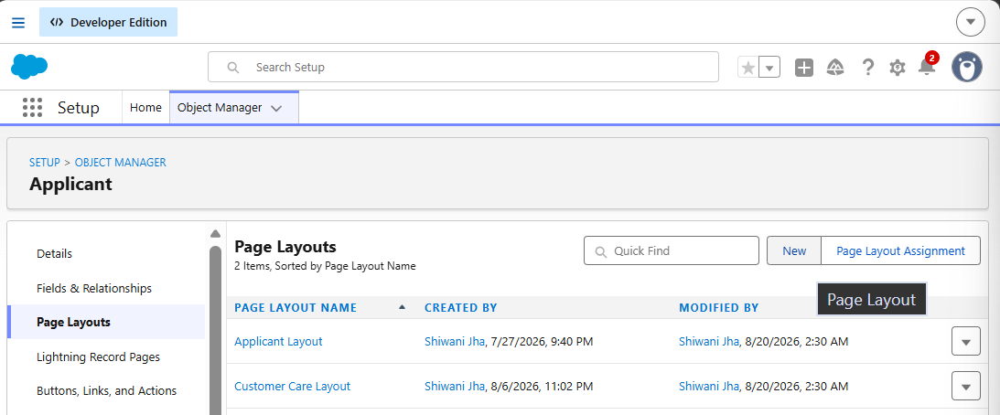 Developer Edition
Search Setup
2
Setup Home Object Manager
SETUP > OBJECT MANAGER
Applicant
Details
Fields & Relationships
Page Layouts
Lightning Record Pages
Buttons, Links, and Actions
Page Layouts
2 Items, Sorted by Page Layout Name
Quick Find
New
Page Layout Assignment
Page Layout
PAGE LAYOUT NAME CREATED BY MODIFIED BY
Applicant Layout Shiwani Jha, 7/27/2026, 9:40 PM Shiwani Jha, 8/20/2026, 2:30 AM
Customer Care Layout Shiwani Jha, 8/6/2026, 11:02 PM Shiwani Jha, 8/20/2026, 2:30 AM